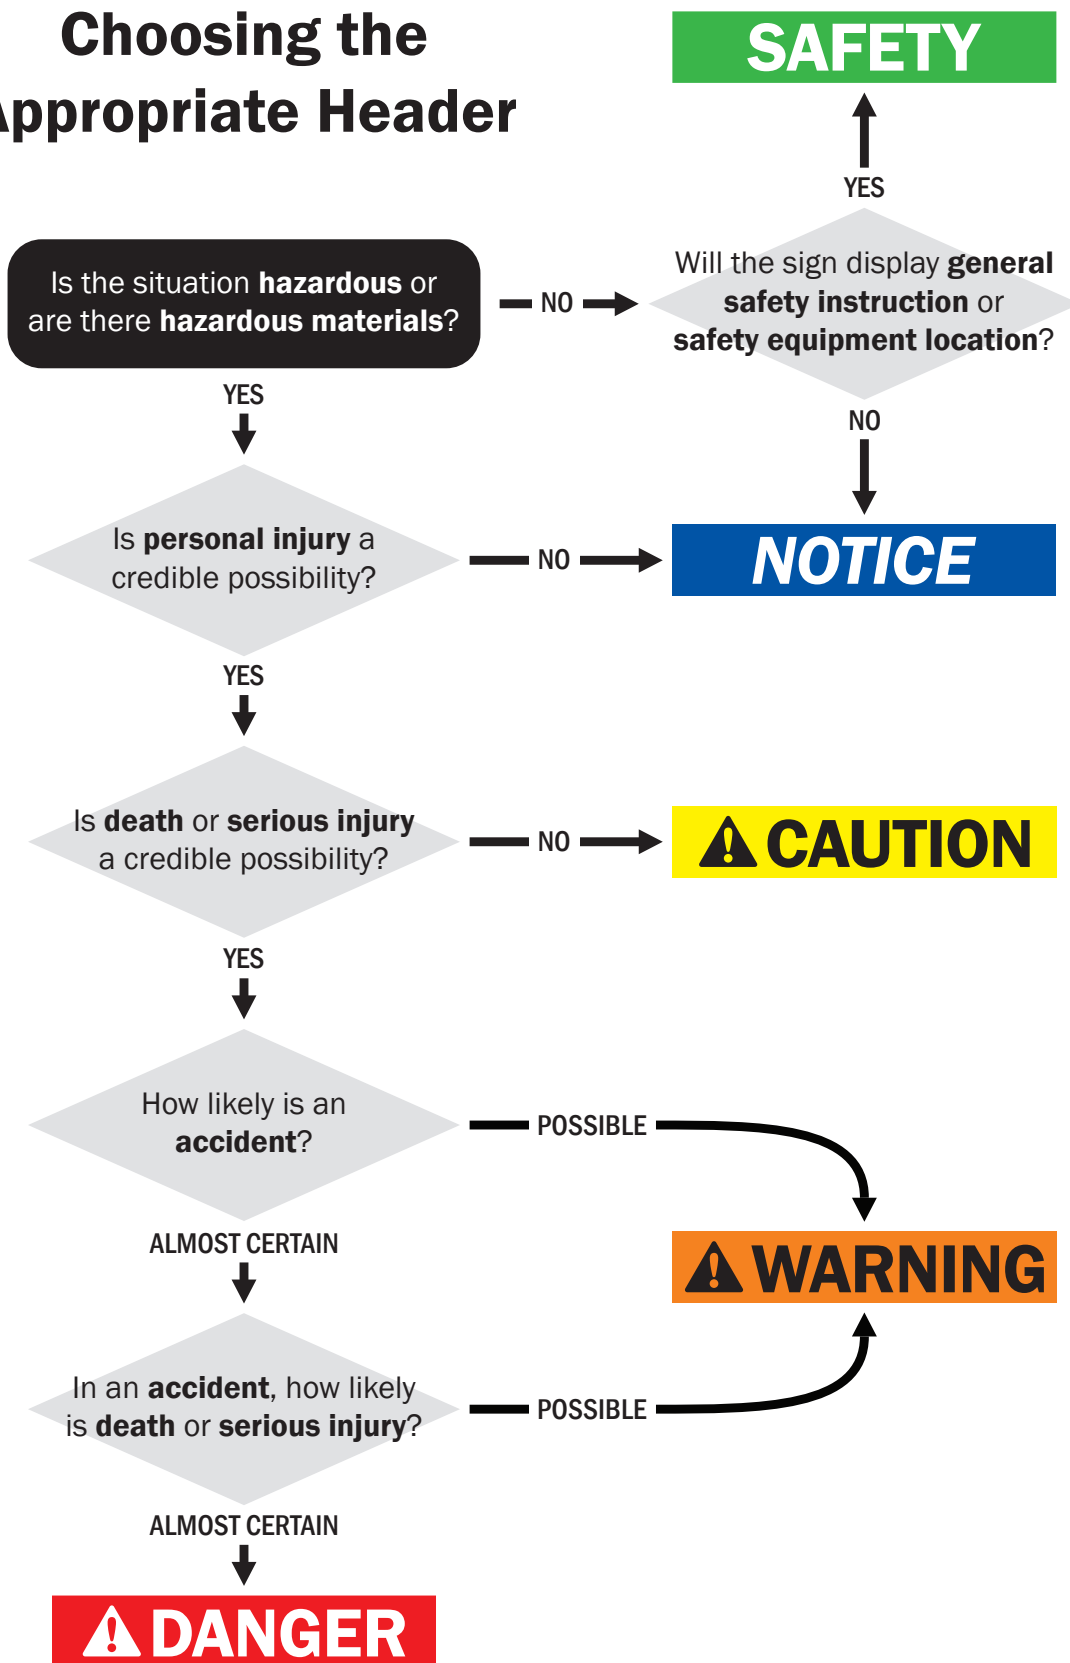 Choosing the
Appropriate Header
SAFETY
YES
Is the situation hazardous or
are there hazardous materials?
NO
Will the sign display general
safety instruction or
safety equipment location?
YES
NO
Is personal injury a
credible possibility?
NO
NOTICE
YES
Is death or serious injury
a credible possibility?
NO
CAUTION
YES
How likely is an
accident?
POSSIBLE
ALMOST CERTAIN
WARNING
In an accident, how likely
is death or serious injury?
POSSIBLE
ALMOST CERTAIN
DANGER